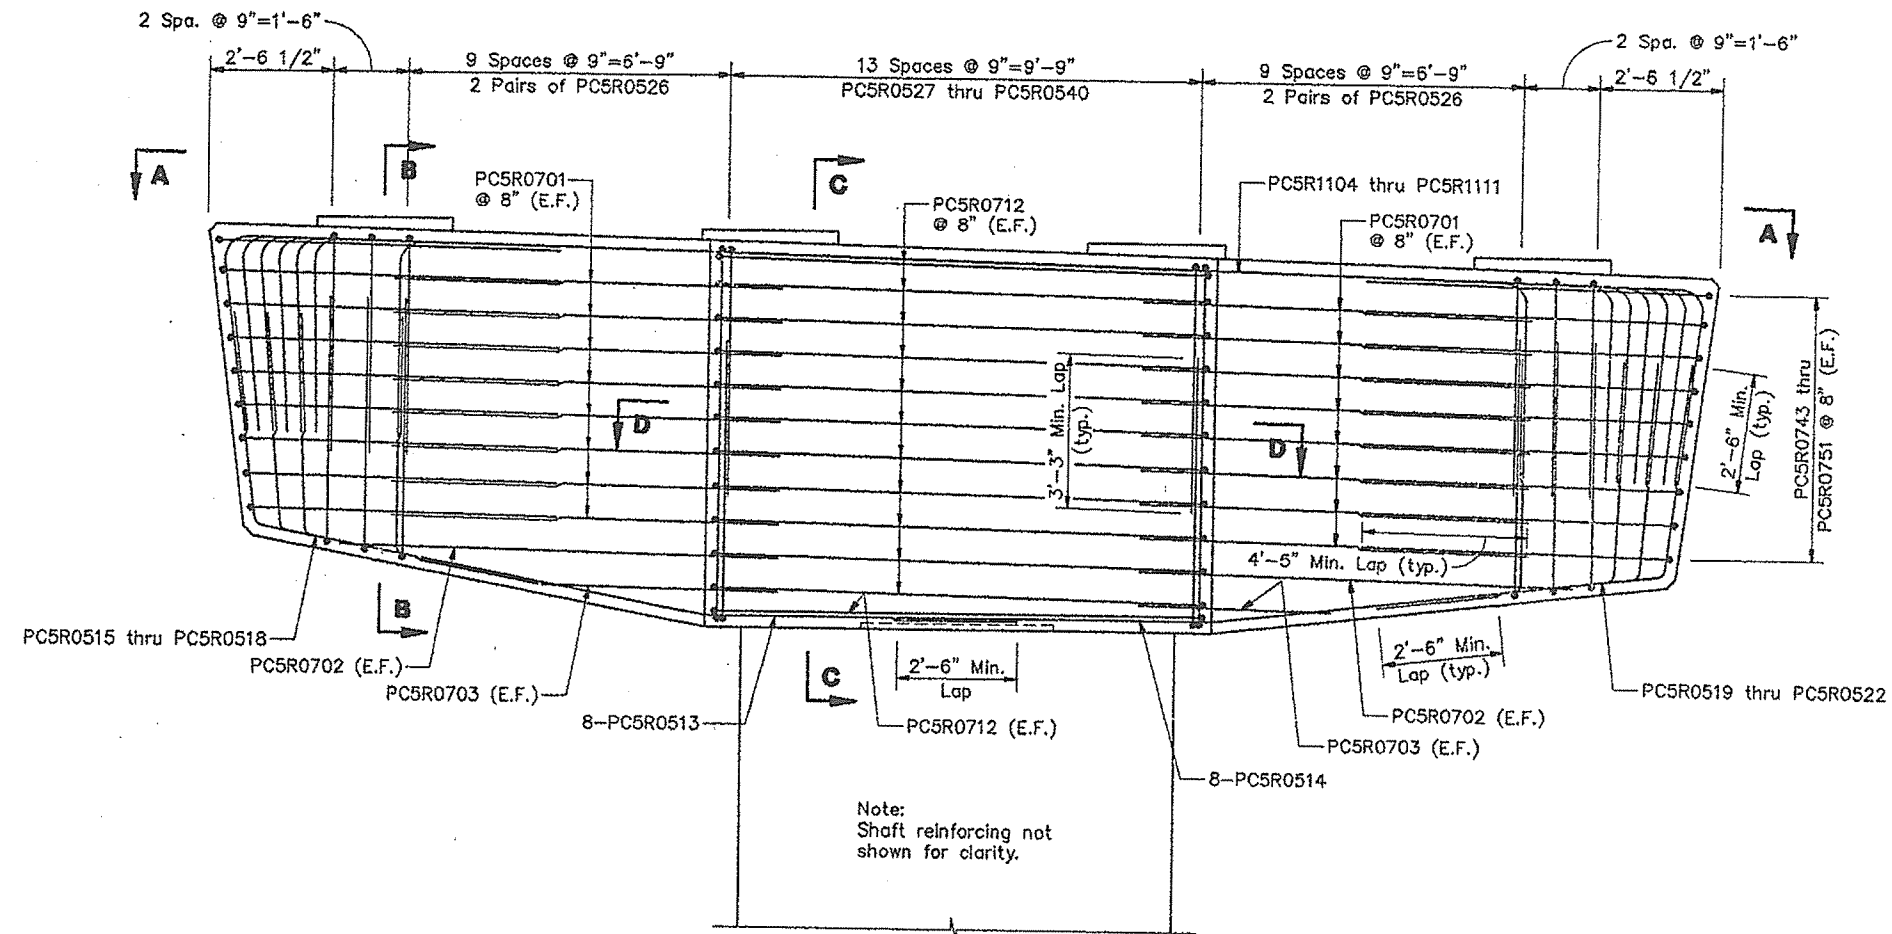 2 Spa. @ 9"=1'-6"
2'-6 1/2"
9 Spaces @ 9"=6'-9"
2 Pairs of PC5R0526
13 Spaces @ 9"=9'-9"
PC5R0527 thru PC5R0540
9 Spaces @ 9"=6'-9"
2 Pairs of PC5R0526
2 Spa. @ 9"=1'-6"
2'-6 1/2"
A
B
C
A
PC5R0701
@ 8" (E.F.)
PC5R0712
@ 8" (E.F.)
PC5R1104 thru PC5R1111
PC5R0701
@ 8" (E.F.)
D
3'-3" Min. Lap
(typ.)
D
2'-6" Min.
Lap (typ.)
PC5R0743 thru
PC5R0751 @ 8" (E.F.)
4'-5" Min. Lap (typ.)
B
PC5R0515 thru PC5R0518
PC5R0702 (E.F.)
PC5R0703 (E.F.)
8-PC5R0513
C
2'-6" Min.
Lap
PC5R0712 (E.F.)
2'-6" Min.
Lap (typ.)
PC5R0519 thru PC5R0522
PC5R0702 (E.F.)
PC5R0703 (E.F.)
8-PC5R0514
Note:
Shaft reinforcing not
shown for clarity.